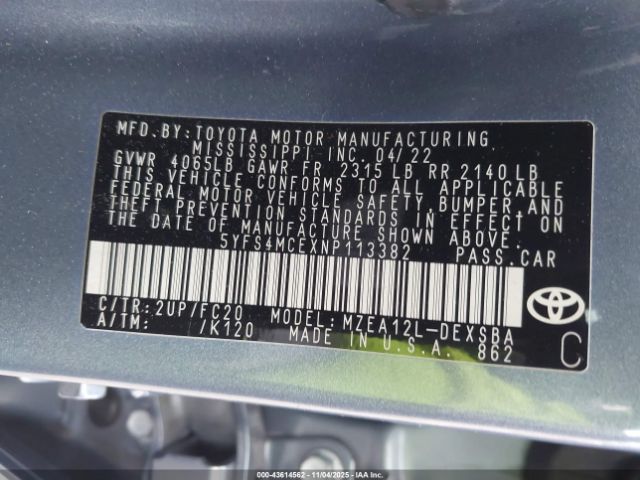 MFD. BY: TOYOTA MOTOR MANUFACTURING
MISSISSIPPI INC. 04/22
GVWR 4065LB GAWR FR 2315 LB RR 2140 LB
THIS VEHICLE CONFORMS TO ALL APPLICABLE
FEDERAL MOTOR VEHICLE SAFETY, BUMPER, AND
THEFT PREVENTION STANDARDS IN EFFECT ON
THE DATE OF MANUFACTURE SHOWN ABOVE.
5YFS4MCEXNP113382 PASS. CAR
C/TR: 2UP/FC20 MODEL: MZEA12L-DEXSBA
A/TM: /K120 MADE IN U.S.A. 862
C
000-43614562 - 11/04/2025 - IAA Inc.